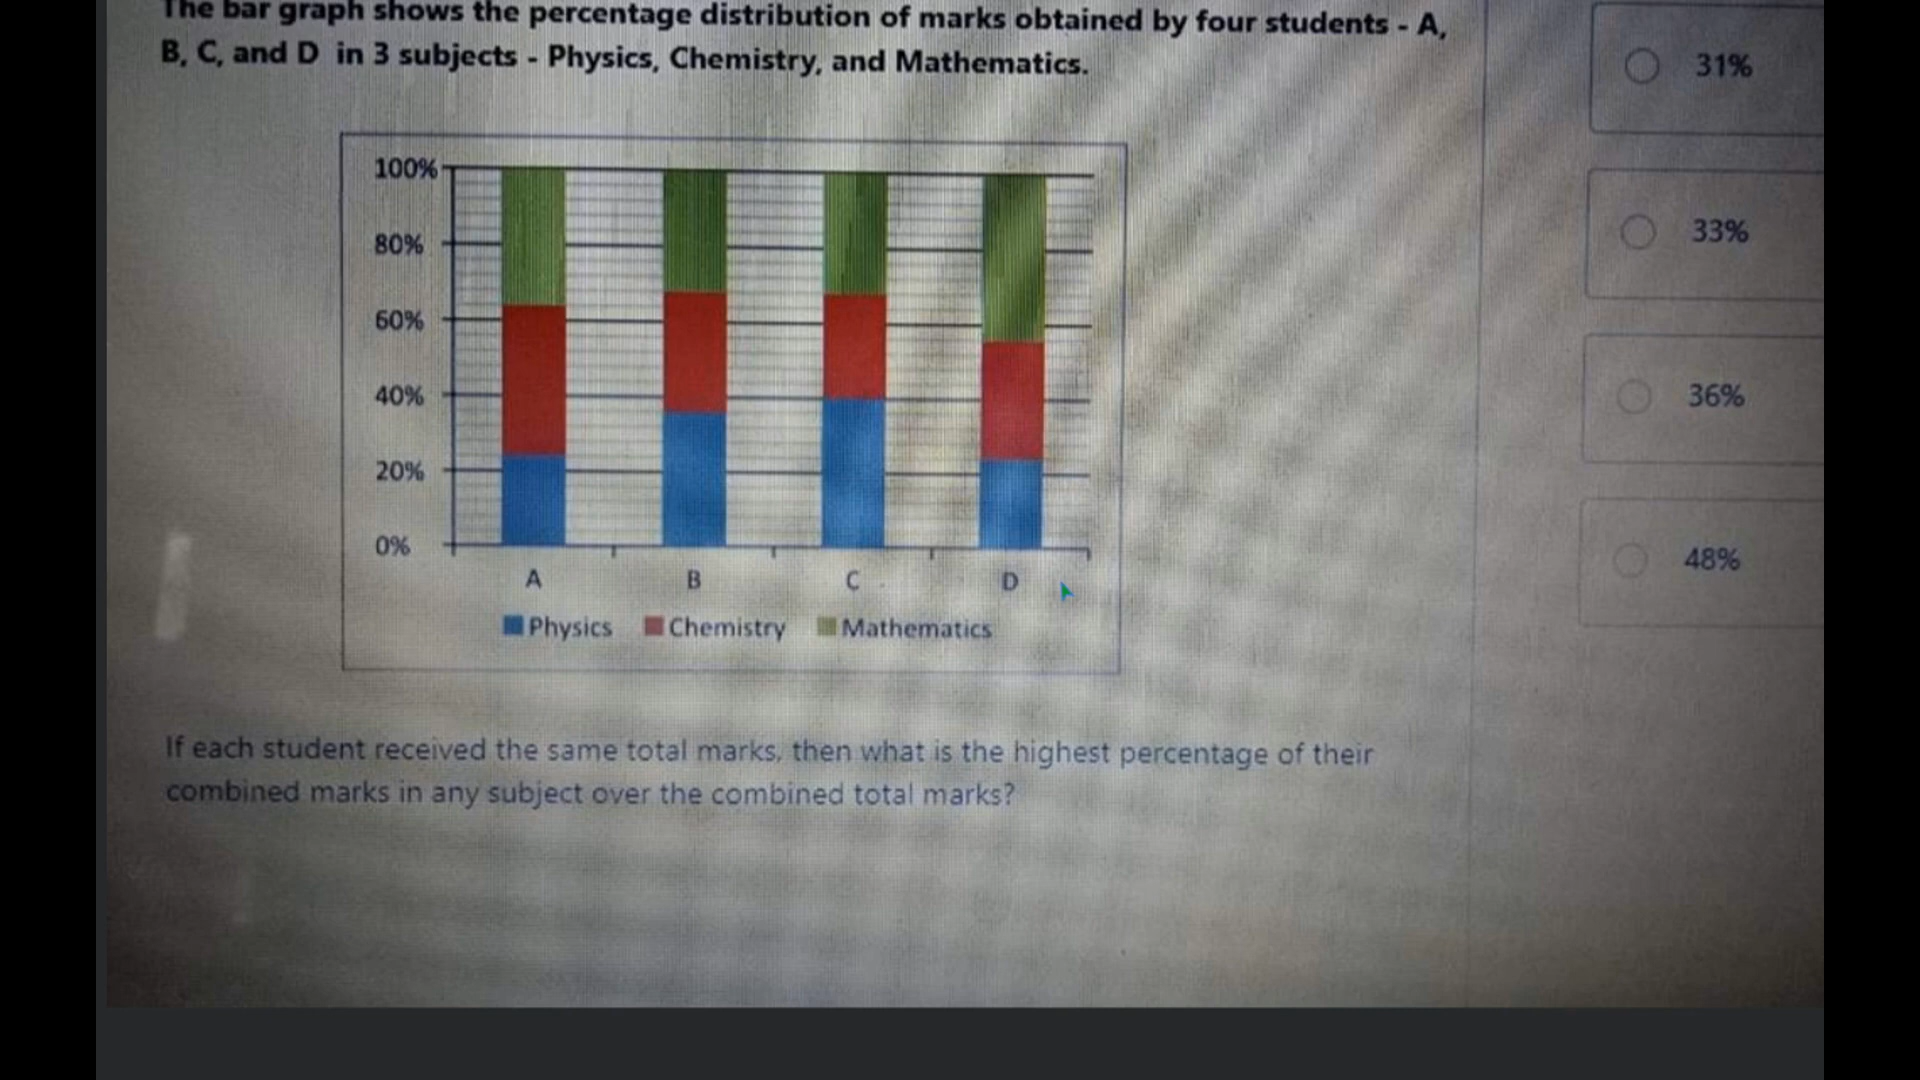 The bar graph shows the percentage distribution of marks obtained by four students - A,
B, C, and D in 3 subjects - Physics, Chemistry, and Mathematics.
100%
80%
60%
40%
20%
0%
A B C D
Physics Chemistry Mathematics
If each student received the same total marks, then what is the highest percentage of their
combined marks in any subject over the combined total marks?
31%
33%
36%
48%